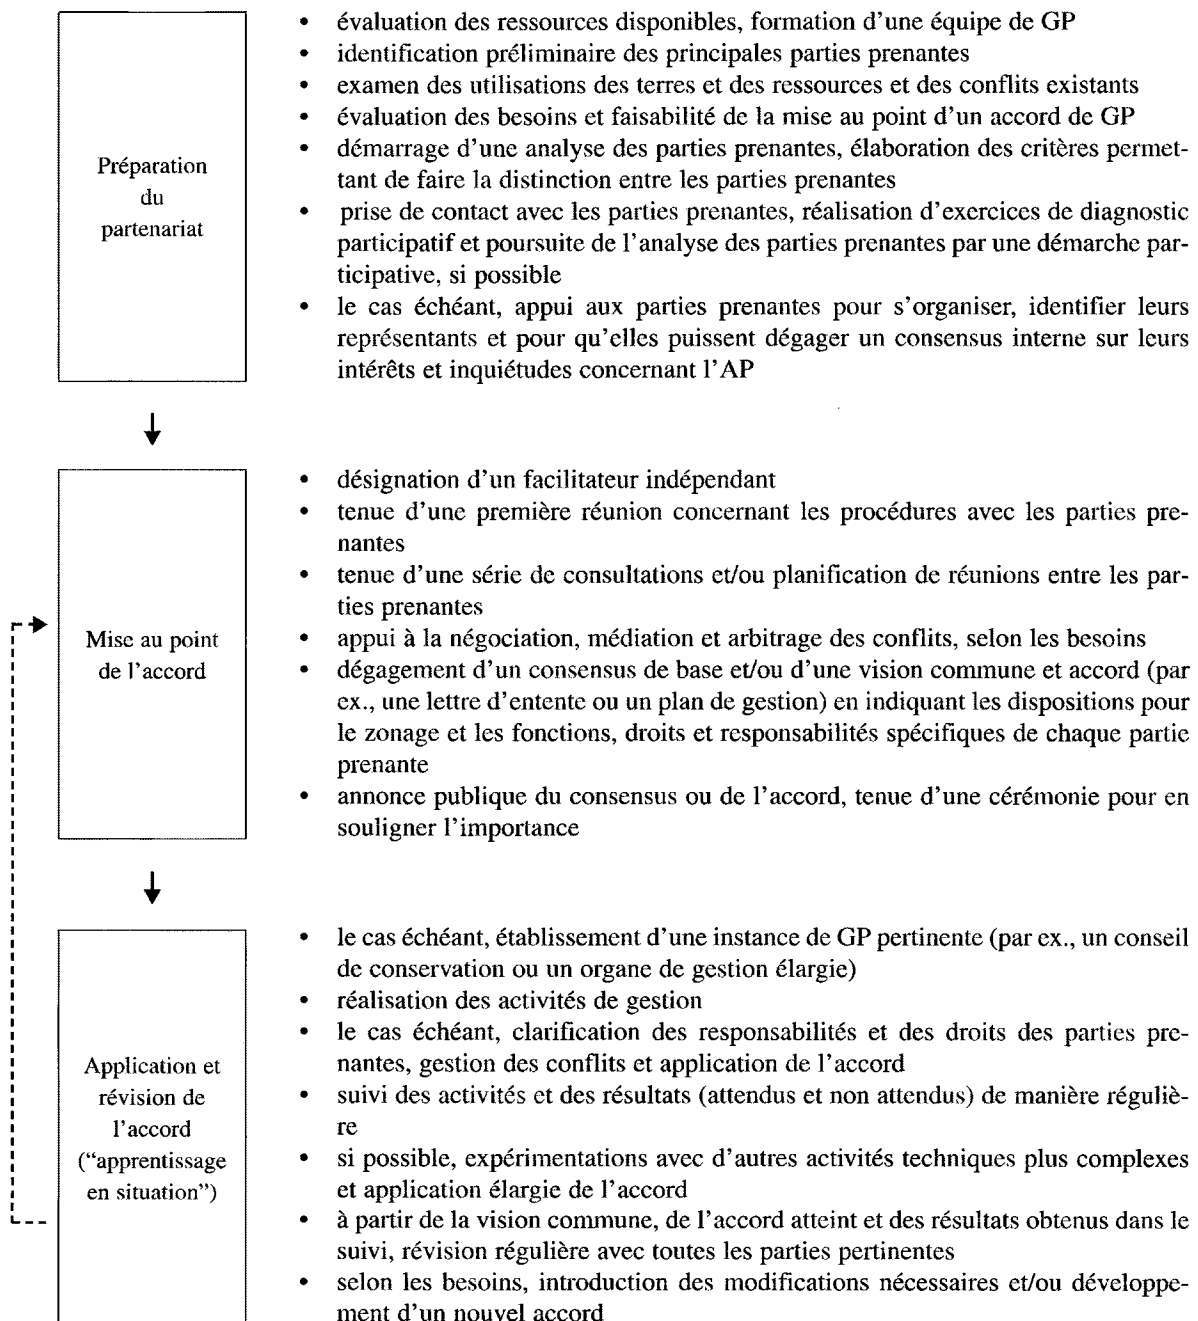 Préparation
du
partenariat
• évaluation des ressources disponibles, formation d’une équipe de GP
• identification préliminaire des principales parties prenantes
• examen des utilisations des terres et des ressources et des conflits existants
• évaluation des besoins et faisabilité de la mise au point d’un accord de GP
• démarrage d’une analyse des parties prenantes, élaboration des critères permet-
tant de faire la distinction entre les parties prenantes
• prise de contact avec les parties prenantes, réalisation d’exercices de diagnostic
participatif et poursuite de l’analyse des parties prenantes par une démarche par-
ticipative, si possible
• le cas échéant, appui aux parties prenantes pour s’organiser, identifier leurs
représentants et pour qu’elles puissent dégager un consensus interne sur leurs
intérêts et inquiétudes concernant l’AP
Mise au point
de l’accord
• désignation d’un facilitateur indépendant
• tenue d’une première réunion concernant les procédures avec les parties pre-
nantes
• tenue d’une série de consultations et/ou planification de réunions entre les par-
ties prenantes
• appui à la négociation, médiation et arbitrage des conflits, selon les besoins
• dégagement d’un consensus de base et/ou d’une vision commune et accord (par
ex., une lettre d’entente ou un plan de gestion) en indiquant les dispositions pour
le zonage et les fonctions, droits et responsabilités spécifiques de chaque partie
prenante
• annonce publique du consensus ou de l’accord, tenue d’une cérémonie pour en
souligner l’importance
Application et
révision de
l’accord
(“apprentissage
en situation”)
• le cas échéant, établissement d’une instance de GP pertinente (par ex., un conseil
de conservation ou un organe de gestion élargie)
• réalisation des activités de gestion
• le cas échéant, clarification des responsabilités et des droits des parties pre-
nantes, gestion des conflits et application de l’accord
• suivi des activités et des résultats (attendus et non attendus) de manière réguliè-
re
• si possible, expérimentations avec d’autres activités techniques plus complexes
et application élargie de l’accord
• à partir de la vision commune, de l’accord atteint et des résultats obtenus dans le
suivi, révision régulière avec toutes les parties pertinentes
• selon les besoins, introduction des modifications nécessaires et/ou développe-
ment d’un nouvel accord